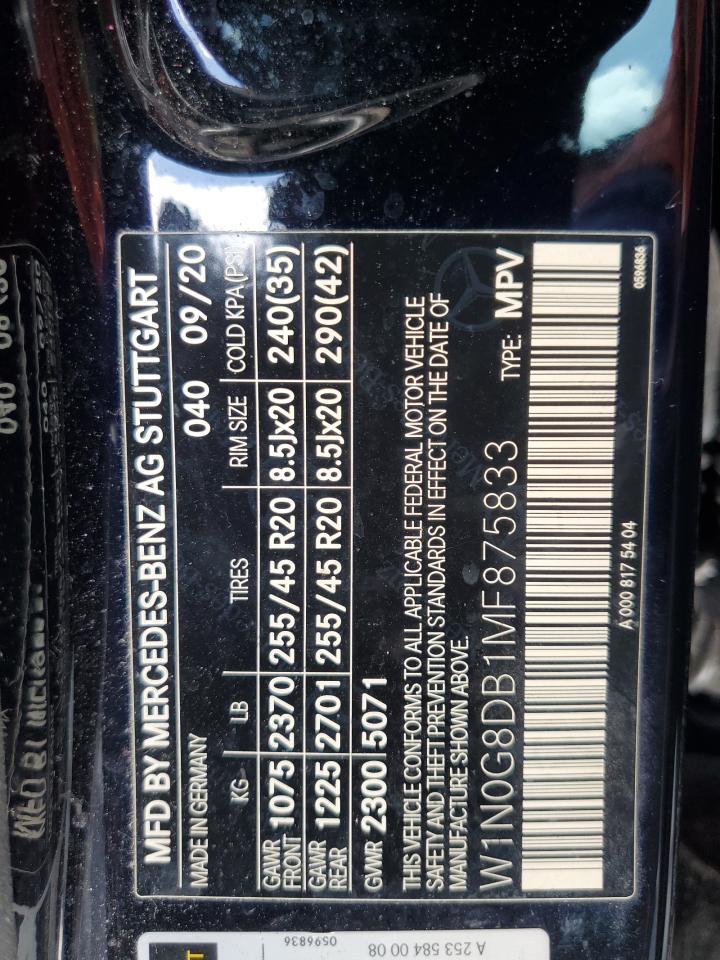 MFD BY MERCEDES-BENZ AG STUTTGART
MADE IN GERMANY 040 09/20
KG LB TIRES RIM SIZE COLD KPA(PSI)
GAWR FRONT 1075 2370 255/45 R20 8.5Jx20 240(35)
GAWR REAR 1225 2701 255/45 R20 8.5Jx20 290(42)
GVWR 2300 5071
THIS VEHICLE CONFORMS TO ALL APPLICABLE FEDERAL MOTOR VEHICLE
SAFETY AND THEFT PREVENTION STANDARDS IN EFFECT ON THE DATE OF
MANUFACTURE SHOWN ABOVE.
W1N0G8DB1MF875833 TYPE: MPV
A 000 817 54 04
0596836
A 253 584 00 08
0596836